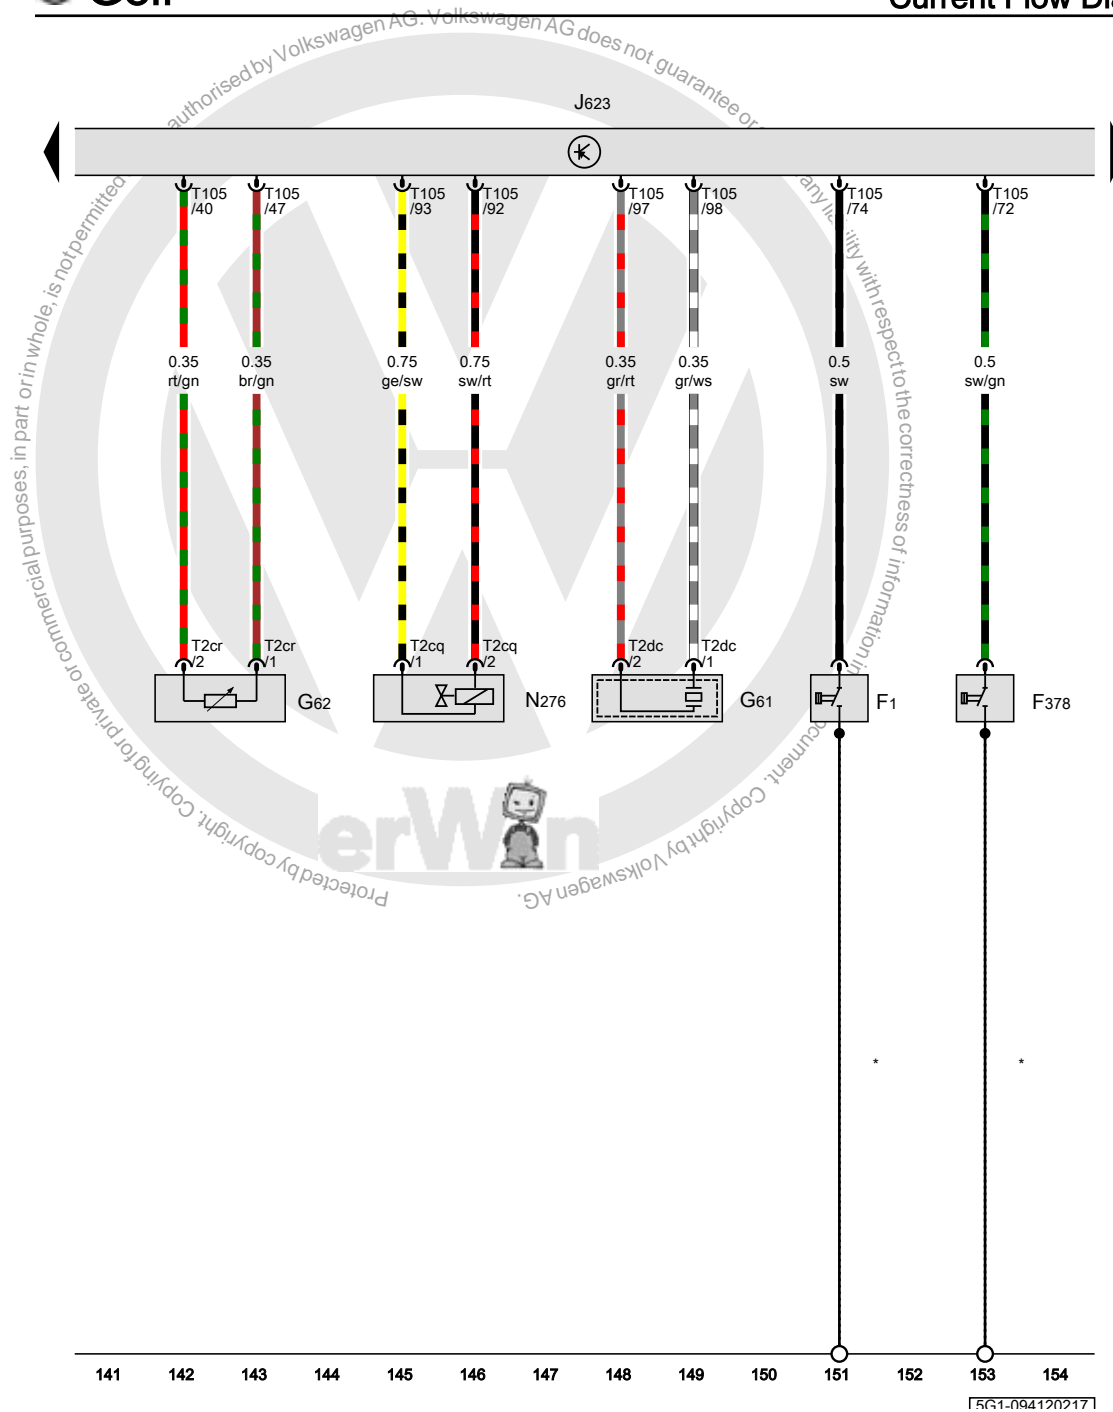 Golf
Current Flow Dia
authorised by Volkswagen AG. Volkswagen AG does not guarantee or
any liability with respect to the correctness of information in
ocument. Copyright by Volkswagen AG.
Protected by copyright. Copying for private or commercial purposes, in part or in whole, is not permitted
J623
T105 /40
T105 /47
T105 /93
T105 /92
T105 /97
T105 /98
T105 /74
T105 /72
0.35 rt/gn
0.35 br/gn
0.75 ge/sw
0.75 sw/rt
0.35 gr/rt
0.35 gr/ws
0.5 sw
0.5 sw/gn
T2cr /2
T2cr /1
T2cq /1
T2cq /2
T2dc /2
T2dc /1
G62
N276
G61
F1
F378
erWin
* *
141 142 143 144 145 146 147 148 149 150 151 152 153 154
5G1-094120217